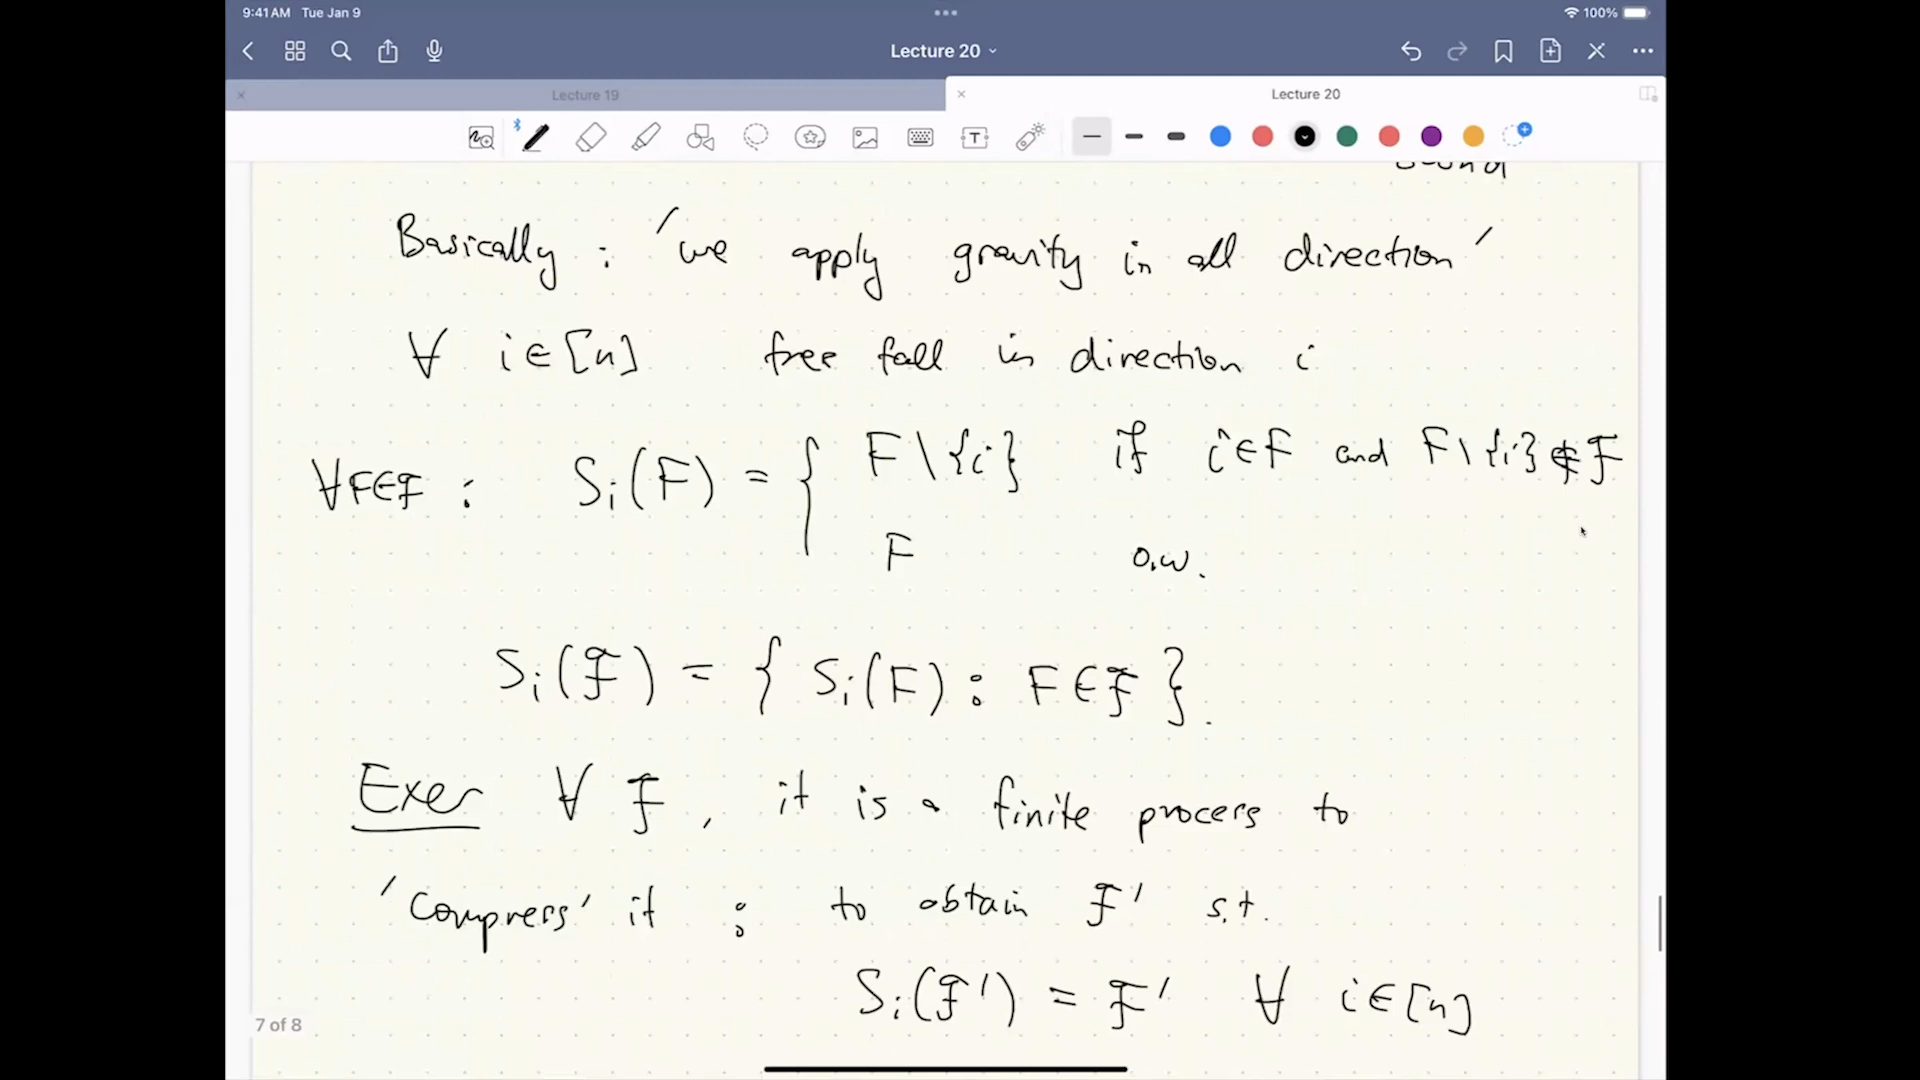 9:41 AM Tue Jan 9
100%
Lecture 20
Lecture 19
Lecture 20
Basically : 'we apply gravity in all direction'
∀ i∈[n] free fall in direction i
∀F∈ℱ : Sᵢ(F) = { F\{i} if i∈F and F\{i}∉ℱ
F o.w.
Sᵢ(ℱ) = { Sᵢ(F) : F∈ℱ }.
Exer ∀ ℱ, it is a finite process to
'compress' it : to obtain ℱ' s.t.
Sᵢ(ℱ') = ℱ' ∀ i∈[n]
7 of 8